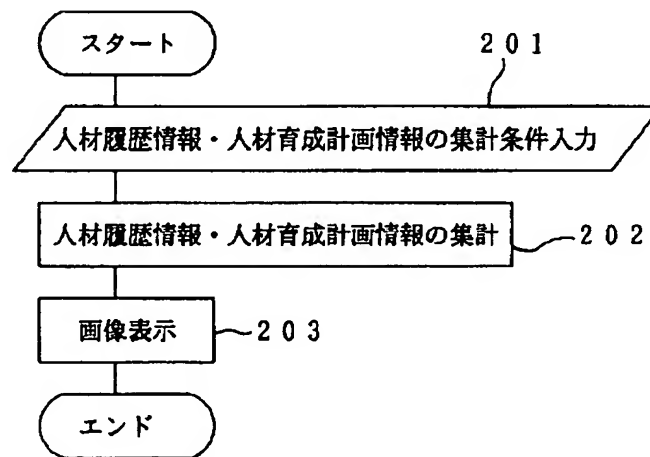 スタート
201
人材履歴情報・人材育成計画情報の集計条件入力
人材履歴情報・人材育成計画情報の集計
202
画像表示
203
エンド